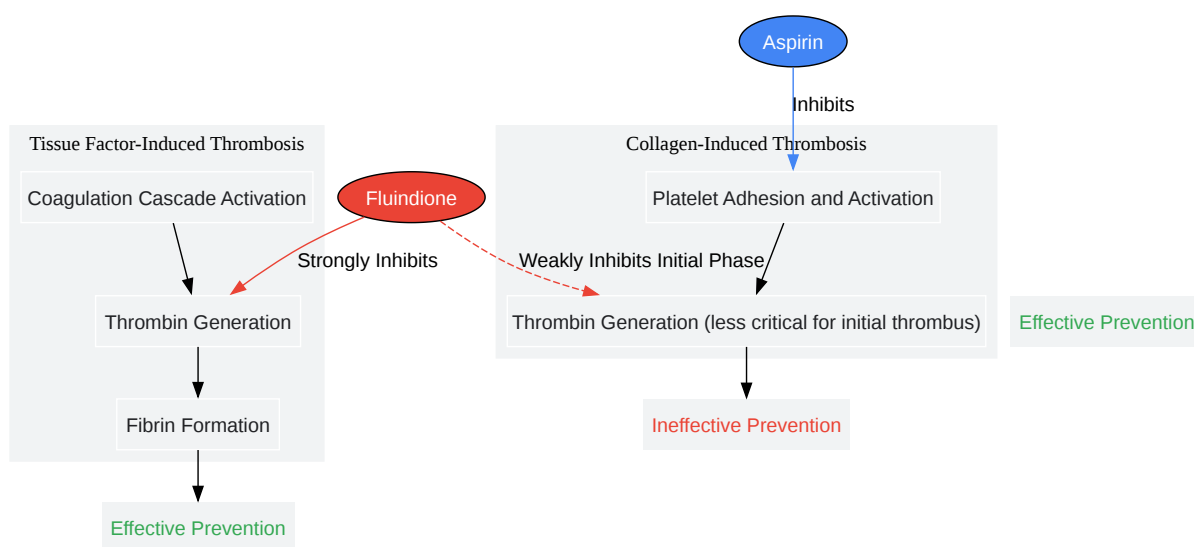 Aspirin
Inhibits
Tissue Factor-Induced Thrombosis
Collagen-Induced Thrombosis
Coagulation Cascade Activation
Fluindione
Platelet Adhesion and Activation
Strongly Inhibits
Weakly Inhibits Initial Phase
Thrombin Generation
Thrombin Generation (less critical for initial thrombus)
Effective Prevention
Fibrin Formation
Ineffective Prevention
Effective Prevention